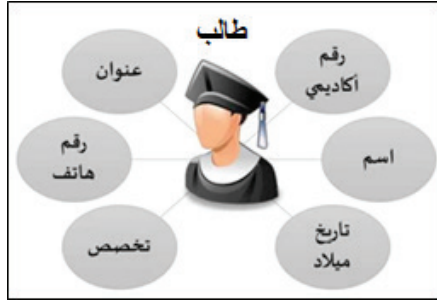 طالب
رقم
أكاديمي
عنوان
اسم
رقم
هاتف
تاريخ
ميلاد
تخصص